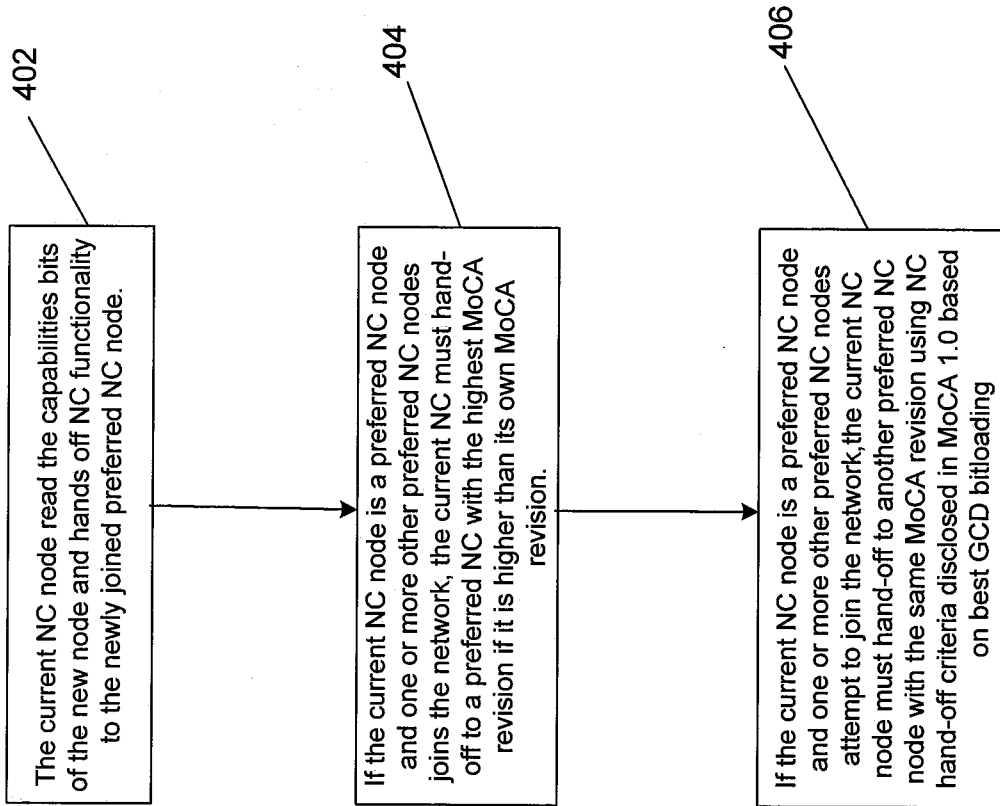 402
The current NC node read the capabilities bits
of the new node and hands off NC functionality
to the newly joined preferred NC node.
404
If the current NC node is a preferred NC node
and one or more other preferred NC nodes
joins the network, the current NC must hand-
off to a preferred NC with the highest MoCA
revision if it is higher than its own MoCA
revision.
406
If the current NC node is a preferred NC node
and one or more other preferred NC nodes
attempt to join the network,the current NC
node must hand-off to another preferred NC
node with the same MoCA revision using NC
hand-off criteria disclosed in MoCA 1.0 based
on best GCD bitloading